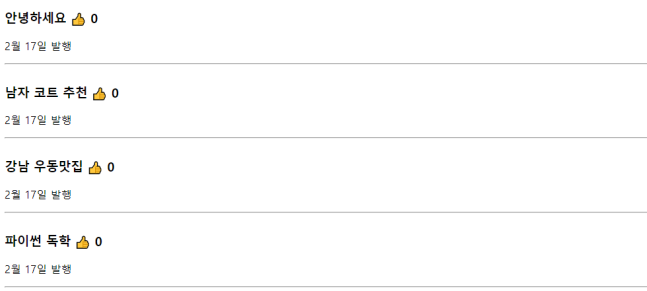 안녕하세요 👍 0
2월 17일 발행
남자 코트 추천 👍 0
2월 17일 발행
강남 우동맛집 👍 0
2월 17일 발행
파이썬 독학 👍 0
2월 17일 발행